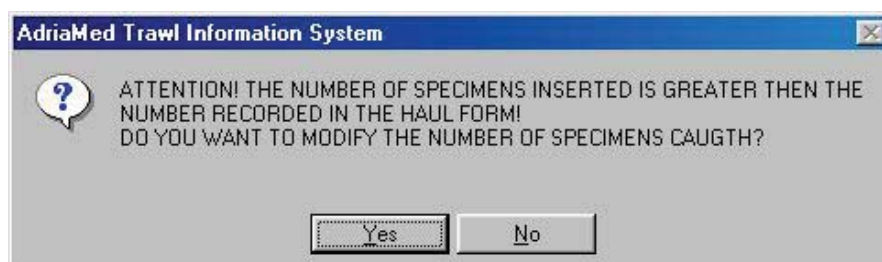 AdriaMed Trawl Information System
ATTENTION! THE NUMBER OF SPECIMENS INSERTED IS GREATER THEN THE
NUMBER RECORDED IN THE HAUL FORM!
DO YOU WANT TO MODIFY THE NUMBER OF SPECIMENS CAUGTH?
Yes No